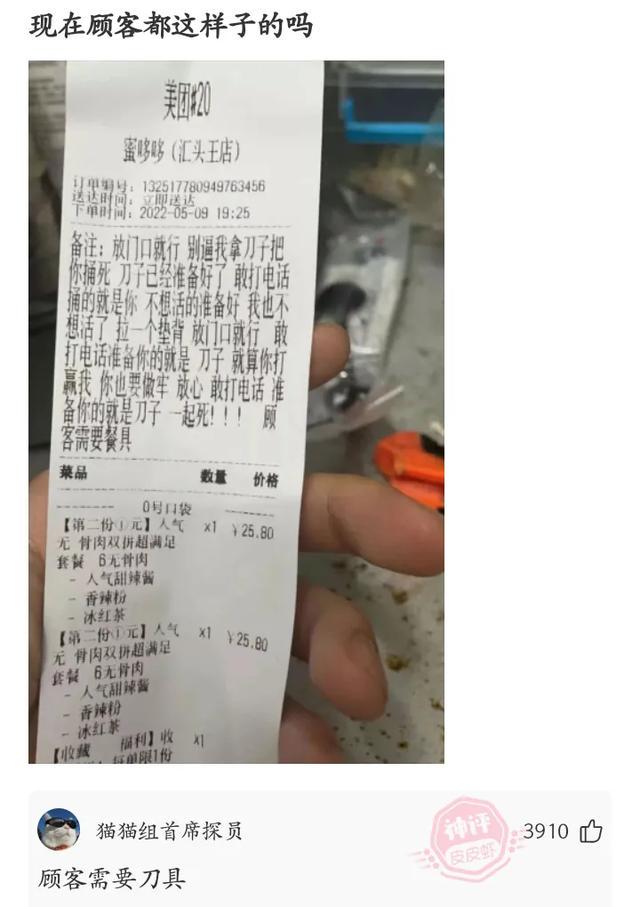 现在顾客都这样子的吗
美团#20
蜜哆哆（汇头王店）
订单编号：132517780949763456
送达时间：立即送达
下单时间：2022-05-09 19:25
备注：放门口就行 别逼我拿刀子把
你捅死 刀子已经准备好了 敢打电话
捅的就是你 不想活的准备好 我也不
想活了 拉一个垫背 放门口就行 敢
打电话准备你的就是 刀子 就算你打
赢我 你也要做牢 放心 敢打电话 准
备你的就是刀子 一起死！！！ 顾
客需要餐具
菜品 数量 价格
0号口袋
【第二份①元】人气 x1 ￥25.80
无 骨肉双拼超满足
套餐 6无骨肉
- 人气甜辣酱
- 香辣粉
- 冰红茶
【第二份①元】人气 x1 ￥25.80
无 骨肉双拼超满足
套餐 6无骨肉
- 人气甜辣酱
- 香辣粉
- 冰红茶
【收藏 福利】收 x1
每单限1份
猫猫组首席探员 神评 皮皮虾 3910
顾客需要刀具